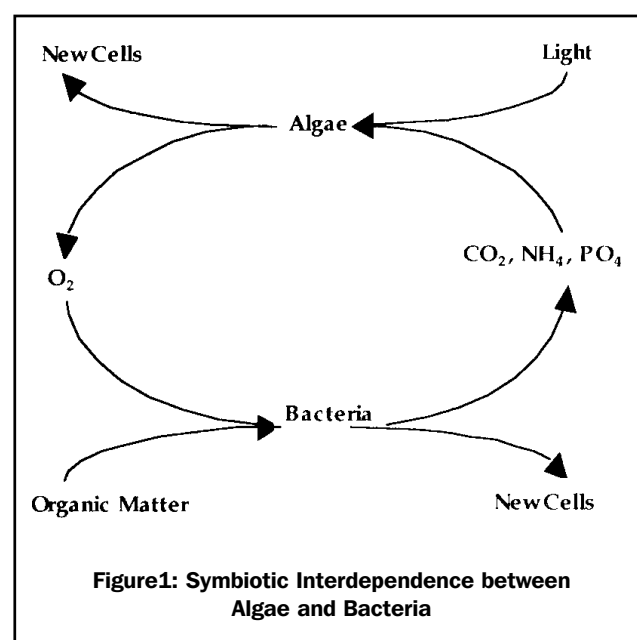 New Cells
Light
Algae
O₂
CO₂, NH₄, PO₄
Bacteria
Organic Matter
New Cells
Figure1: Symbiotic Interdependence between
Algae and Bacteria